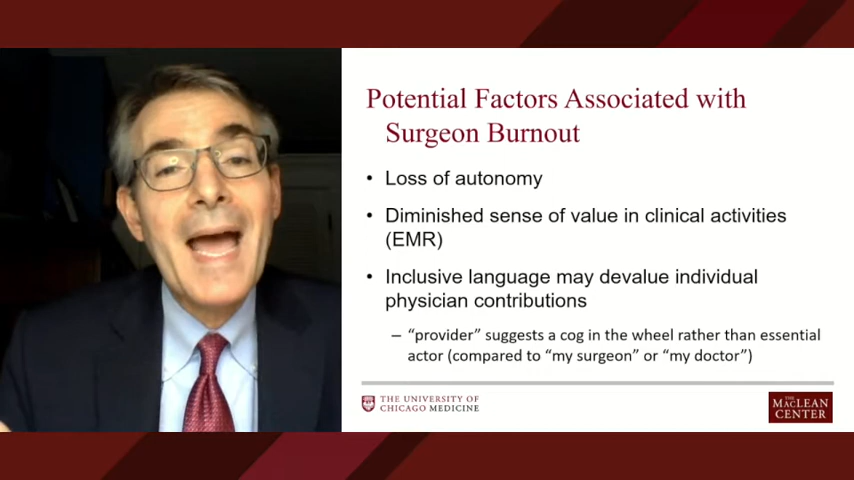 Potential Factors Associated with
Surgeon Burnout
• Loss of autonomy
• Diminished sense of value in clinical activities
(EMR)
• Inclusive language may devalue individual
physician contributions
– “provider” suggests a cog in the wheel rather than essential
actor (compared to “my surgeon” or “my doctor”)
THE UNIVERSITY OF
CHICAGO MEDICINE
THE
MACLEAN
CENTER